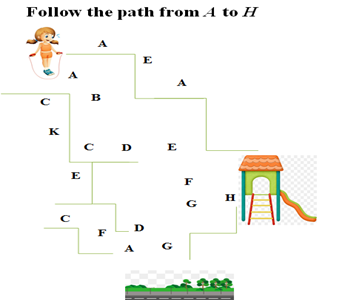 Follow the path from A to H
A
E
A
A
C
B
K
C D E
E
F
G H
C
F D
A G